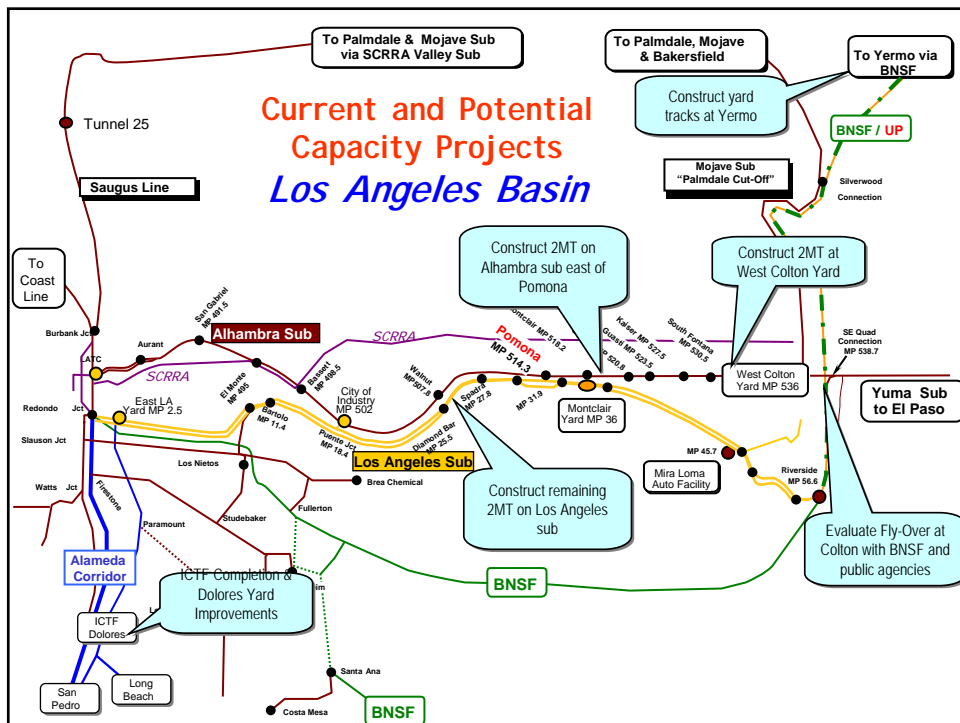 To Palmdale & Mojave Sub
via SCRRA Valley Sub
To Palmdale, Mojave
& Bakersfield
To Yermo via
BNSF
Construct yard
tracks at Yermo
Current and Potential
Capacity Projects
Los Angeles Basin
Tunnel 25
BNSF / UP
Saugus Line
Mojave Sub
"Palmdale Cut-Off"
Silverwood
Connection
To
Coast
Line
Construct 2MT on
Alhambra sub east of
Pomona
Construct 2MT at
West Colton Yard
Burbank Jct
San Gabriel
MP 491.5
Alhambra Sub
Aurant
LATC
SCRRA
SCRRA
Pomona
MP 514.3
MP 518.2
MP 520.8
Guasti MP 523.5
Kaiser MP 527.5
South Fontana
MP 530.5
SE Quad
Connection
MP 538.7
West Colton
Yard MP 536
Yuma Sub
to El Paso
Redondo Jct
East LA
Yard MP 2.5
El Monte
MP 495
Bartolo
MP 11.4
Bassett
MP 498.5
City of
Industry
MP 502
Walnut
MP507.8
Spadra
MP 27.8
MP 31.9
Montclair
Yard MP 36
Slauson Jct
Puente Jct
MP 18.4
Diamond Bar
MP 25.5
Los Angeles Sub
Los Nietos
Brea Chemical
MP 45.7
Mira Loma
Auto Facility
Riverside
MP 56.6
Watts Jct
Firestone
Paramount
Studebaker
Fullerton
Construct remaining
2MT on Los Angeles
sub
Evaluate Fly-Over at
Colton with BNSF and
public agencies
Alameda
Corridor
ICTF Completion &
Dolores Yard
Improvements
BNSF
ICTF
Dolores
San
Pedro
Long
Beach
Santa Ana
Costa Mesa
BNSF